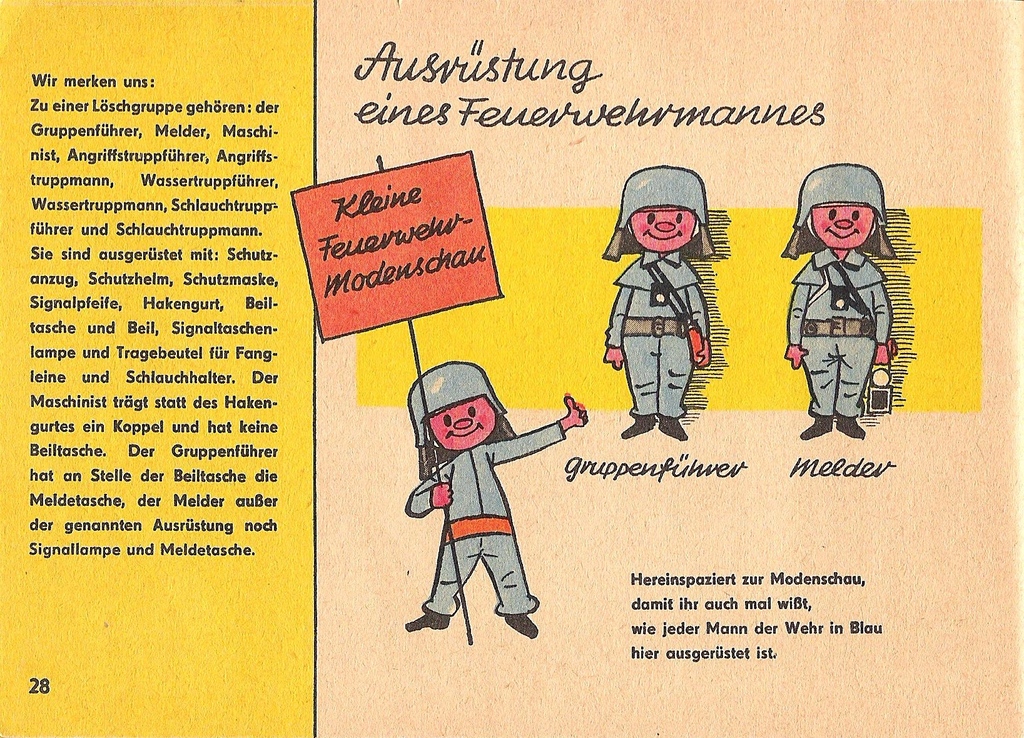 Wir merken uns:
Zu einer Löschgruppe gehören: der
Gruppenführer, Melder, Maschi-
nist, Angriffstruppführer, Angriffs-
truppmann, Wassertruppführer,
Wassertruppmann, Schlauchtrupp-
führer und Schlauchtruppmann.
Sie sind ausgerüstet mit: Schutz-
anzug, Schutzhelm, Schutzmaske,
Signalpfeife, Hakengurt, Beil-
tasche und Beil, Signaltaschen-
lampe und Tragebeutel für Fang-
leine und Schlauchhalter. Der
Maschinist trägt statt des Haken-
gurtes ein Koppel und hat keine
Beiltasche. Der Gruppenführer
hat an Stelle der Beiltasche die
Meldetasche, der Melder außer
der genannten Ausrüstung noch
Signallampe und Meldetasche.
28
Ausrüstung
eines Feuerwehrmannes
Kleine
Feuerwehr-
Modenschau
Gruppenführer
Melder
Hereinspaziert zur Modenschau,
damit ihr auch mal wißt,
wie jeder Mann der Wehr in Blau
hier ausgerüstet ist.